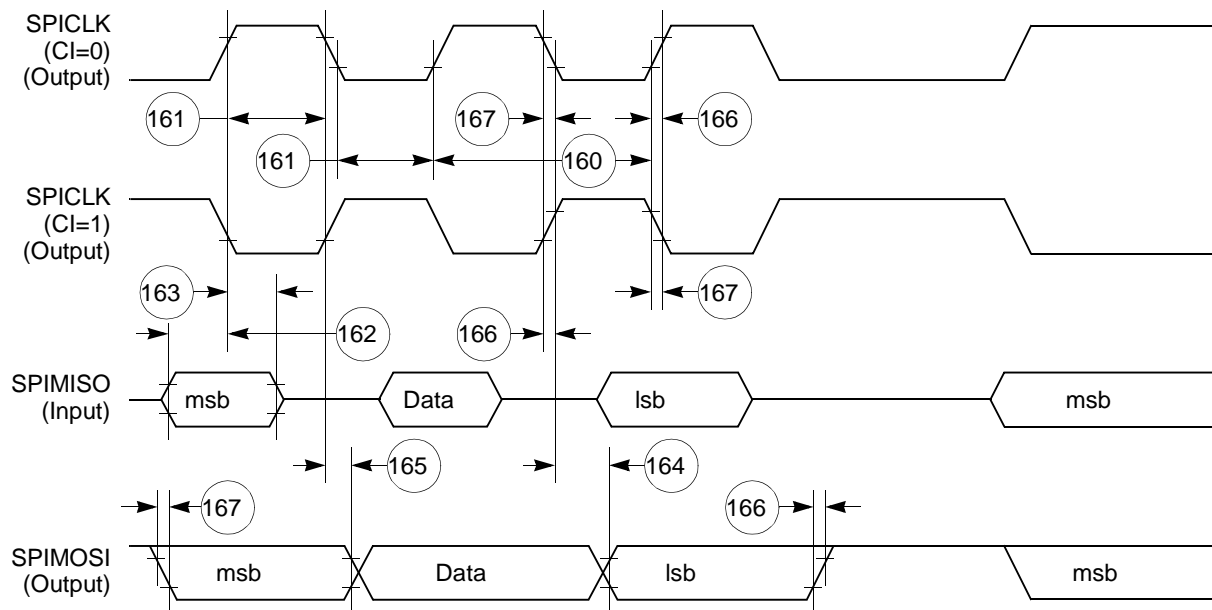 SPICLK
(CI=0)
(Output)
161
167
166
161
160
SPICLK
(CI=1)
(Output)
163
167
162
166
SPIMISO
(Input)
msb
Data
lsb
msb
165
164
167
166
SPIMOSI
(Output)
msb
Data
lsb
msb